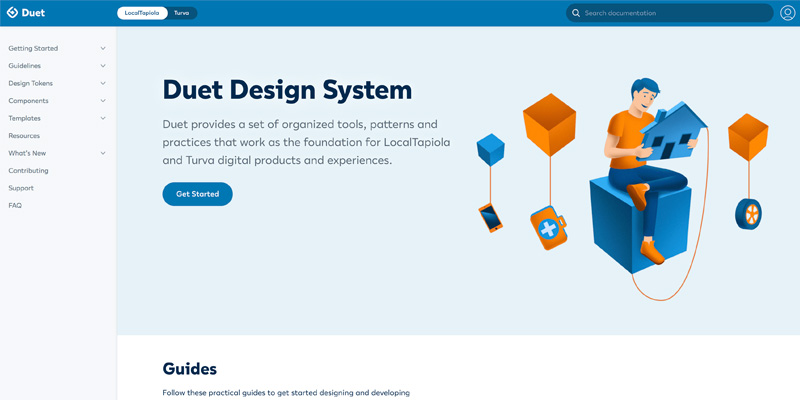 Duet
LocalTapiola Turva
Search documentation
Getting Started
Guidelines
Design Tokens
Components
Templates
Resources
What's New
Contributing
Support
FAQ
Duet Design System
Duet provides a set of organized tools, patterns and
practices that work as the foundation for LocalTapiola
and Turva digital products and experiences.
Get Started
Guides
Follow these practical guides to get started designing and developing